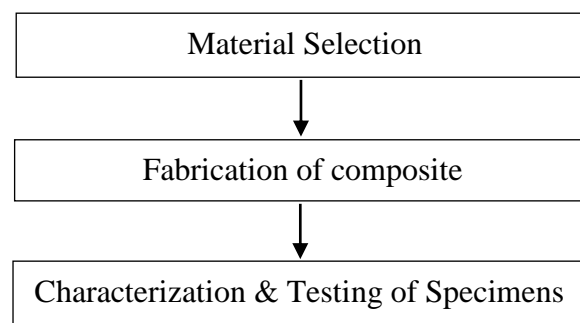 Material Selection
Fabrication of composite
Characterization & Testing of Specimens